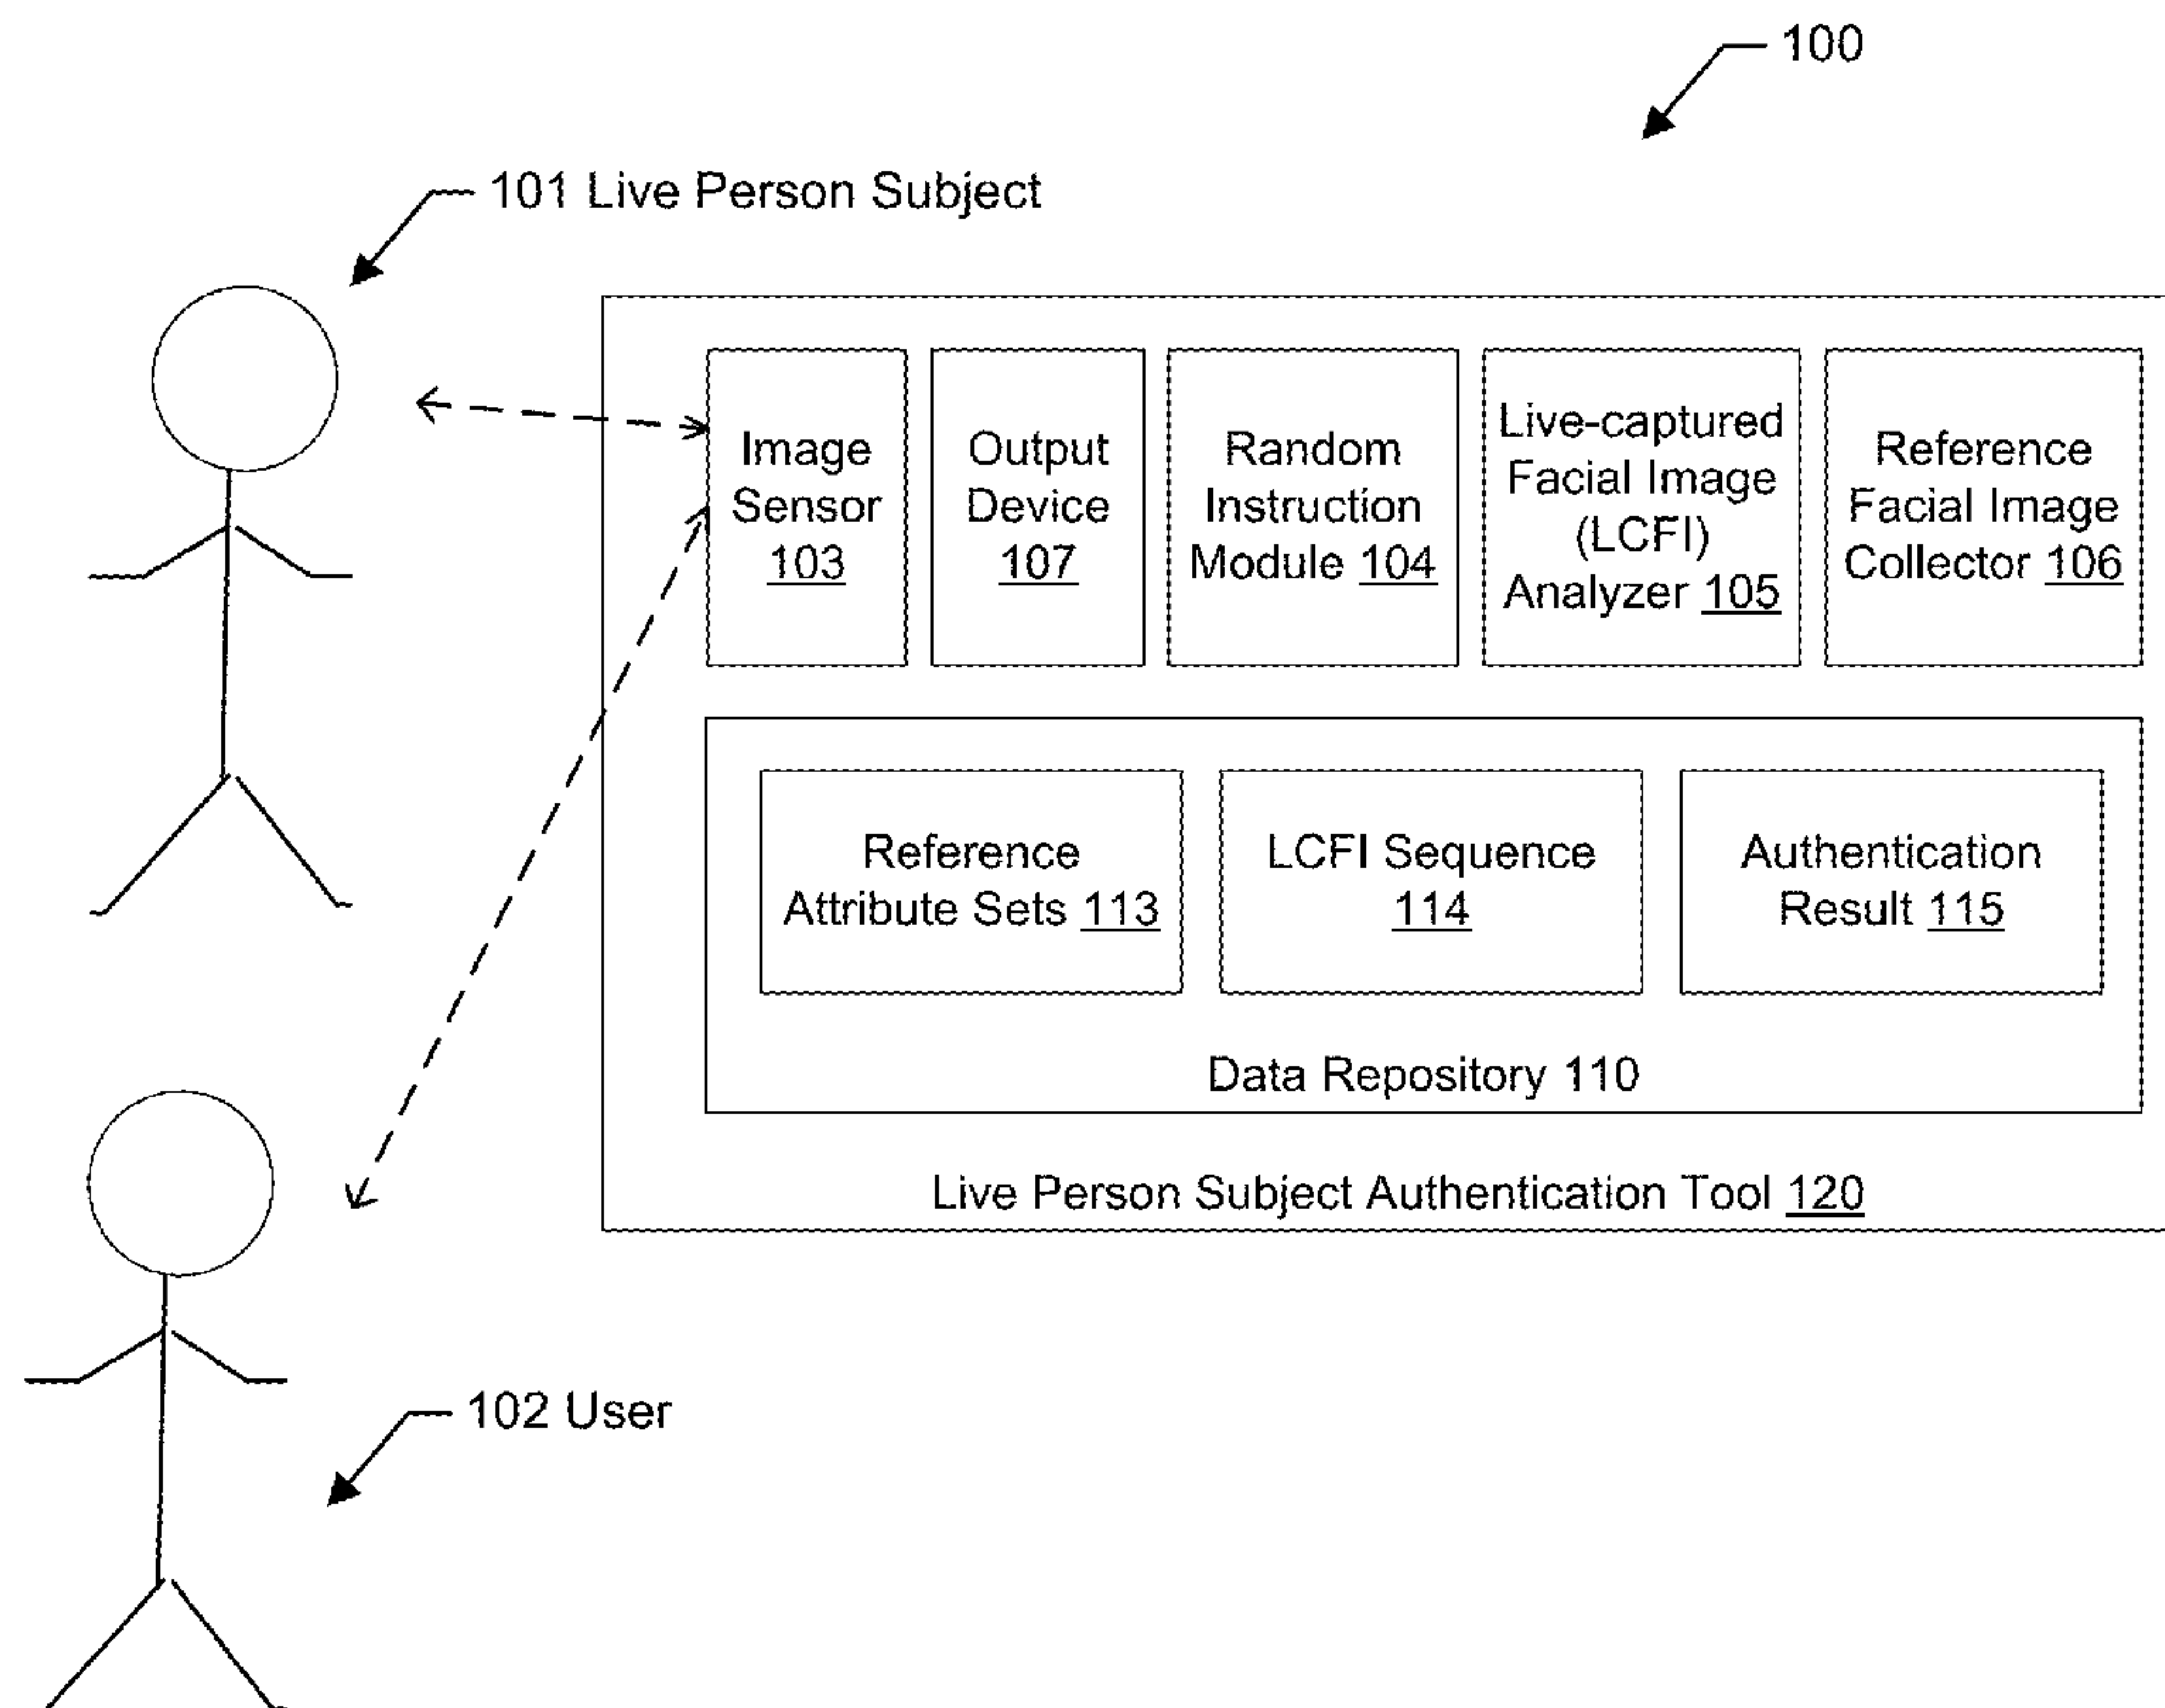 100
101 Live Person Subject
Image
Sensor
103
Output
Device
107
Random
Instruction
Module 104
Live-captured
Facial Image
(LCFI)
Analyzer 105
Reference
Facial Image
Collector 106
Reference
Attribute Sets 113
LCFI Sequence
114
Authentication
Result 115
Data Repository 110
Live Person Subject Authentication Tool 120
102 User